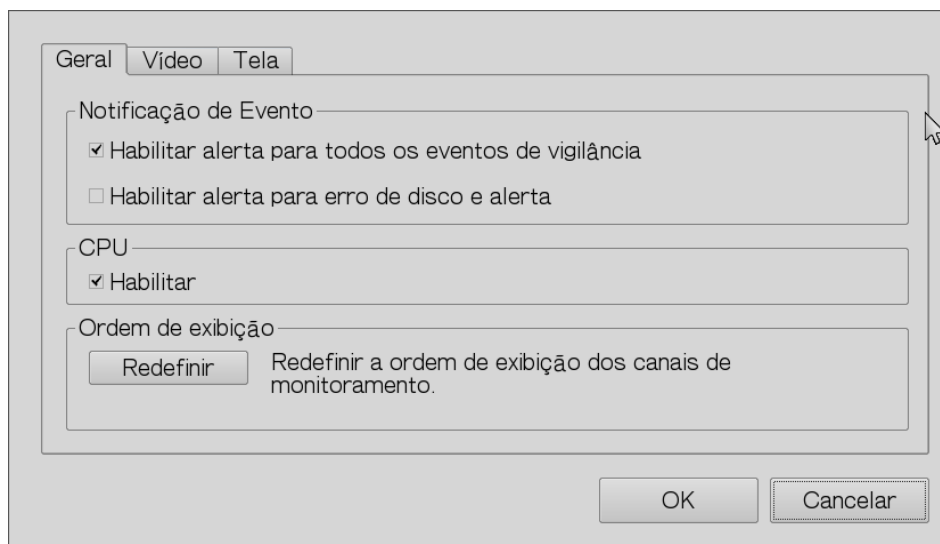 Geral Vídeo Tela
Notificação de Evento
Habilitar alerta para todos os eventos de vigilância
Habilitar alerta para erro de disco e alerta
CPU
Habilitar
Ordem de exibição
Redefinir
Redefinir a ordem de exibição dos canais de
monitoramento.
OK Cancelar